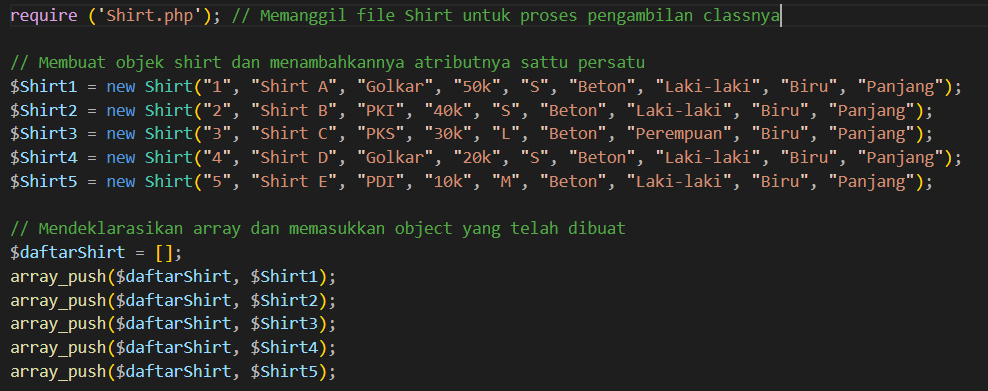 require ('Shirt.php'); // Memanggil file Shirt untuk proses pengambilan classnya
// Membuat objek shirt dan menambahkannya atributnya sattu persatu
$Shirt1 = new Shirt("1", "Shirt A", "Golkar", "50k", "S", "Beton", "Laki-laki", "Biru", "Panjang");
$Shirt2 = new Shirt("2", "Shirt B", "PKI", "40k", "S", "Beton", "Laki-laki", "Biru", "Panjang");
$Shirt3 = new Shirt("3", "Shirt C", "PKS", "30k", "L", "Beton", "Perempuan", "Biru", "Panjang");
$Shirt4 = new Shirt("4", "Shirt D", "Golkar", "20k", "S", "Beton", "Laki-laki", "Biru", "Panjang");
$Shirt5 = new Shirt("5", "Shirt E", "PDI", "10k", "M", "Beton", "Laki-laki", "Biru", "Panjang");
// Mendeklarasikan array dan memasukkan object yang telah dibuat
$daftarShirt = [];
array_push($daftarShirt, $Shirt1);
array_push($daftarShirt, $Shirt2);
array_push($daftarShirt, $Shirt3);
array_push($daftarShirt, $Shirt4);
array_push($daftarShirt, $Shirt5);